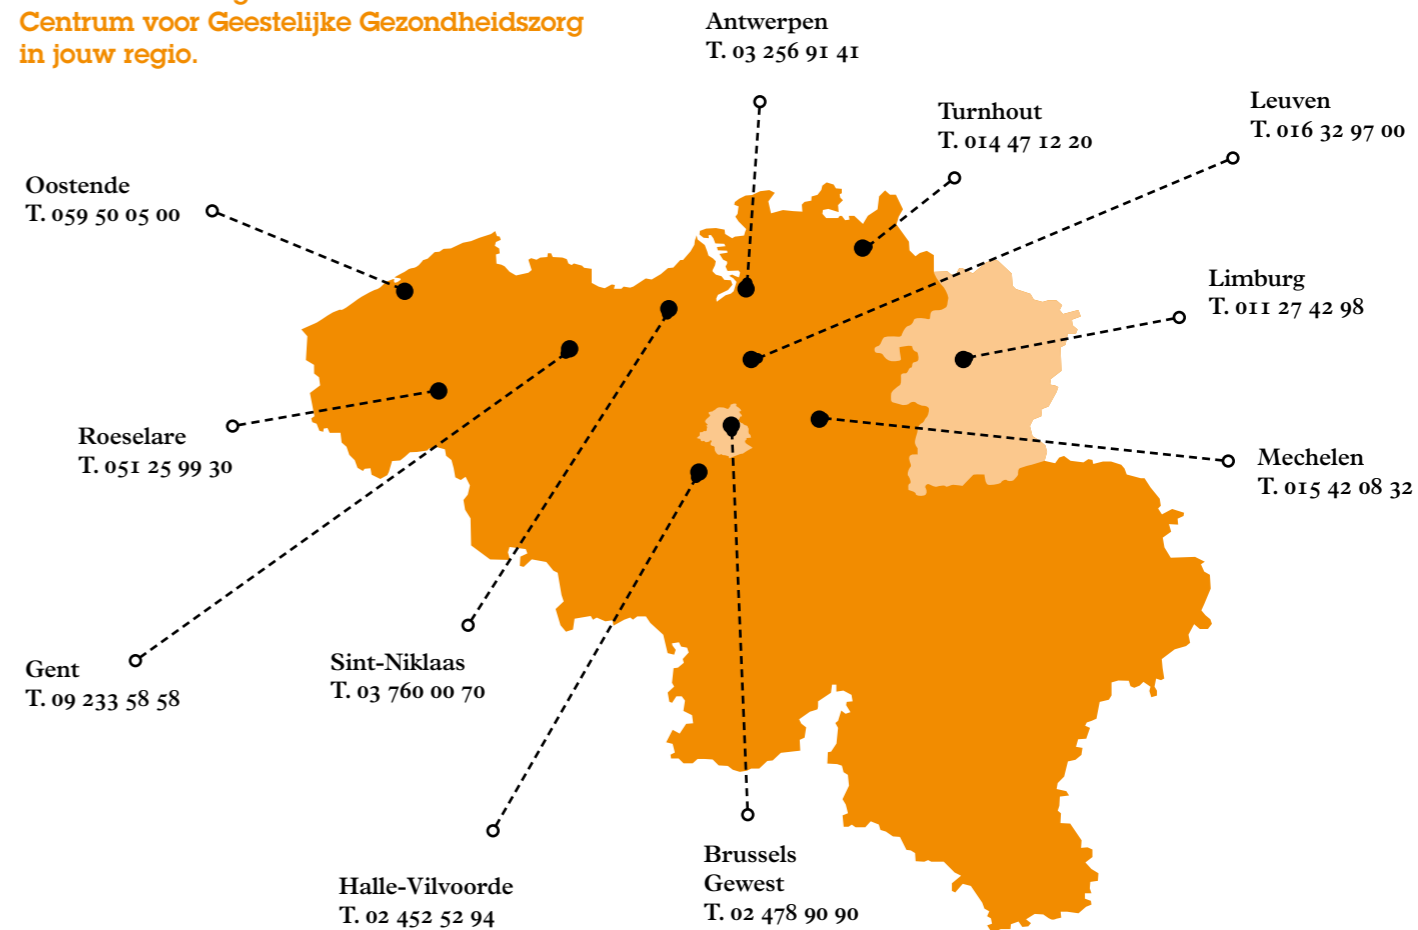 Centrum voor Geestelijke Gezondheidszorg
in jouw regio.
Antwerpen
T. 03 256 91 41
Turnhout
T. 014 47 12 20
Leuven
T. 016 32 97 00
Oostende
T. 059 50 05 00
Limburg
T. 011 27 42 98
Roeselare
T. 051 25 99 30
Mechelen
T. 015 42 08 32
Gent
T. 09 233 58 58
Sint-Niklaas
T. 03 760 00 70
Halle-Vilvoorde
T. 02 452 52 94
Brussels
Gewest
T. 02 478 90 90